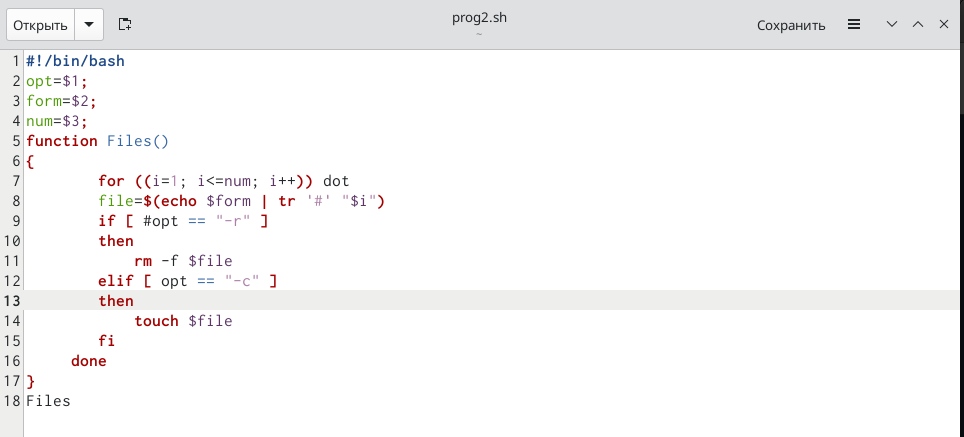 Открыть
prog2.sh
~
Сохранить
1 #!/bin/bash
2 opt=$1;
3 form=$2;
4 num=$3;
5 function Files()
6 {
7 for ((i=1; i<=num; i++)) dot
8 file=$(echo $form | tr '#' "$i")
9 if [ #opt == "-r" ]
10 then
11 rm -f $file
12 elif [ opt == "-c" ]
13 then
14 touch $file
15 fi
16 done
17 }
18 Files